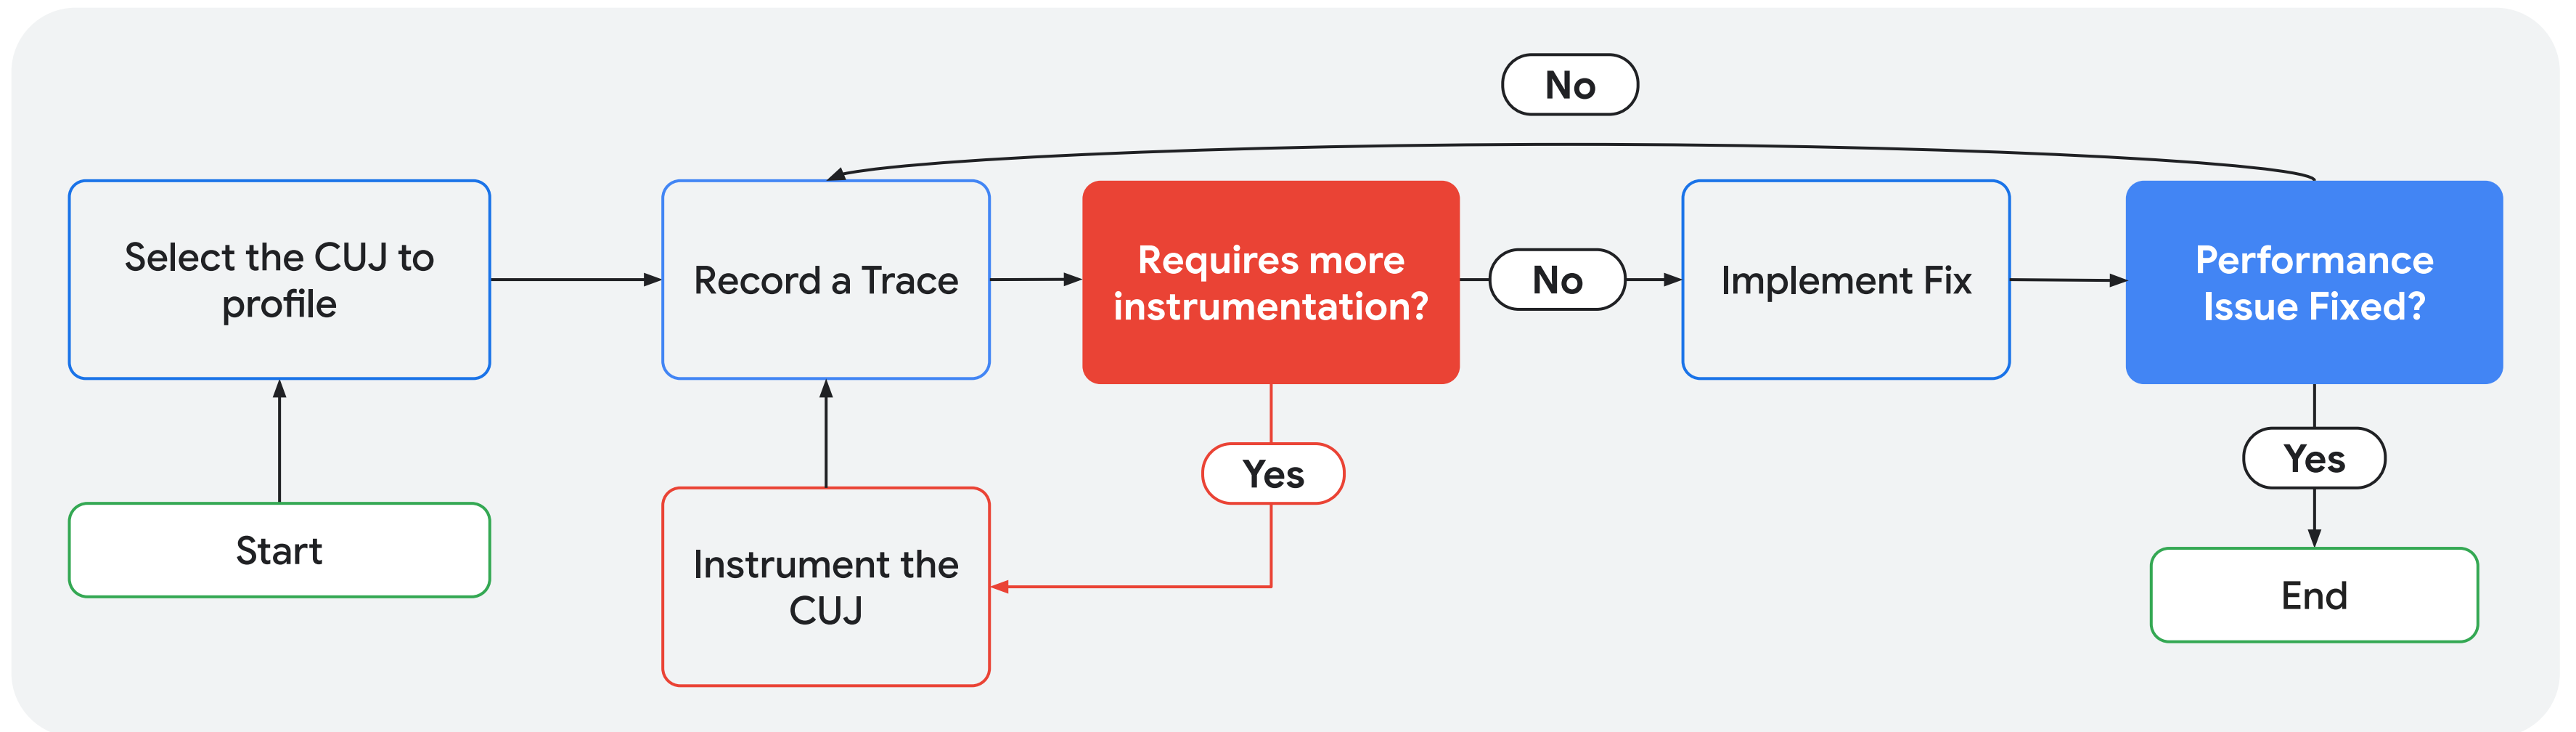 No
Select the CUJ to
profile
Record a Trace
Requires more
instrumentation?
No
Implement Fix
Performance
Issue Fixed?
Yes
Yes
Start
Instrument the
CUJ
End